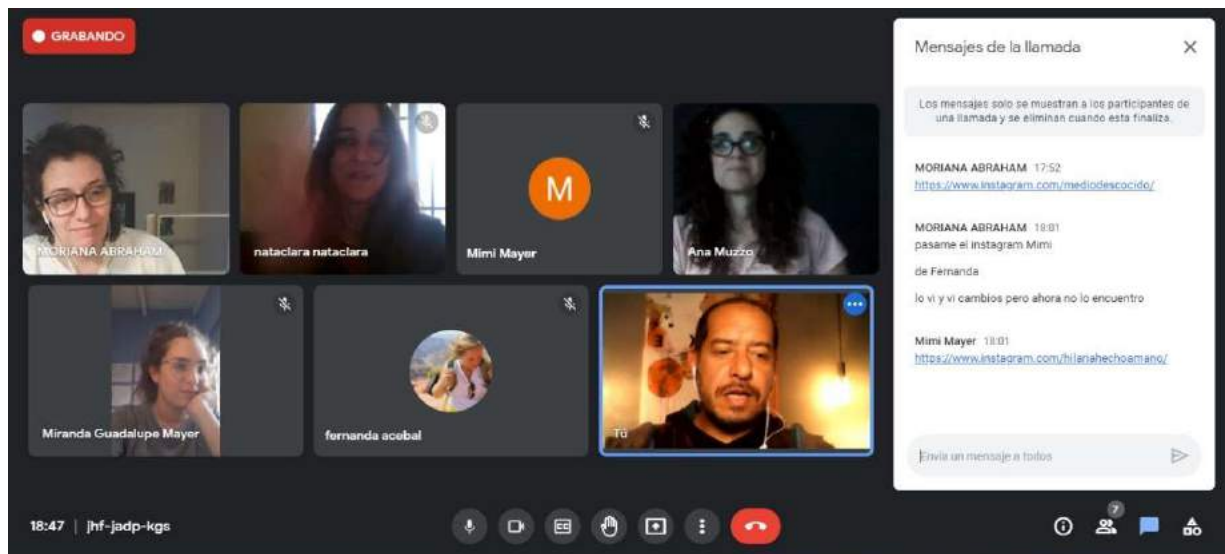 GRABANDO
MORIANA ABRAHAM
nataclara nataclara
M
Mimi Mayer
Ana Muzzo
Miranda Guadalupe Mayer
fernanda acebal
Tú
18:47 | jhf-jadp-kgs
Mensajes de la llamada
Los mensajes solo se muestran a los participantes de
una llamada y se eliminan cuando esta finaliza.
MORIANA ABRAHAM 17:52
https://www.instagram.com/mediodescocido/
MORIANA ABRAHAM 18:01
pasame el instagram Mimi
de Fernanda
lo vi y vi cambios pero ahora no lo encuentro
Mimi Mayer 18:01
https://www.instagram.com/hilariahechoamano/
Envía un mensaje a todos
7